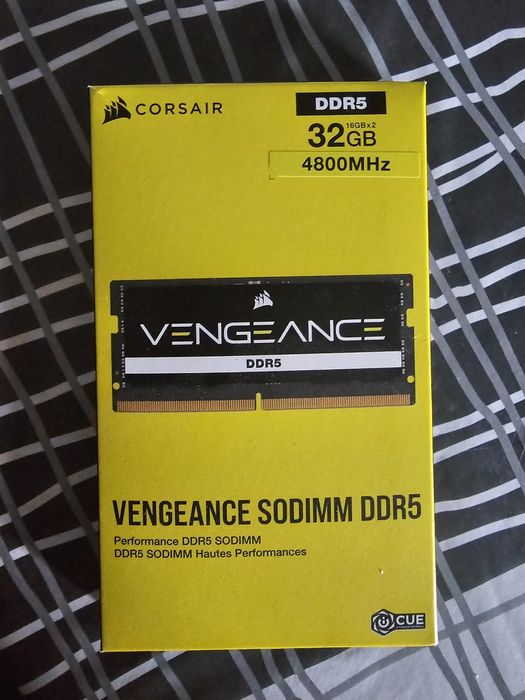 CORSAIR
DDR5
16GBx2
32GB
4800MHz
VENGEANCE
DDR5
VENGEANCE SODIMM DDR5
Performance DDR5 SODIMM
DDR5 SODIMM Hautes Performances
iCUE